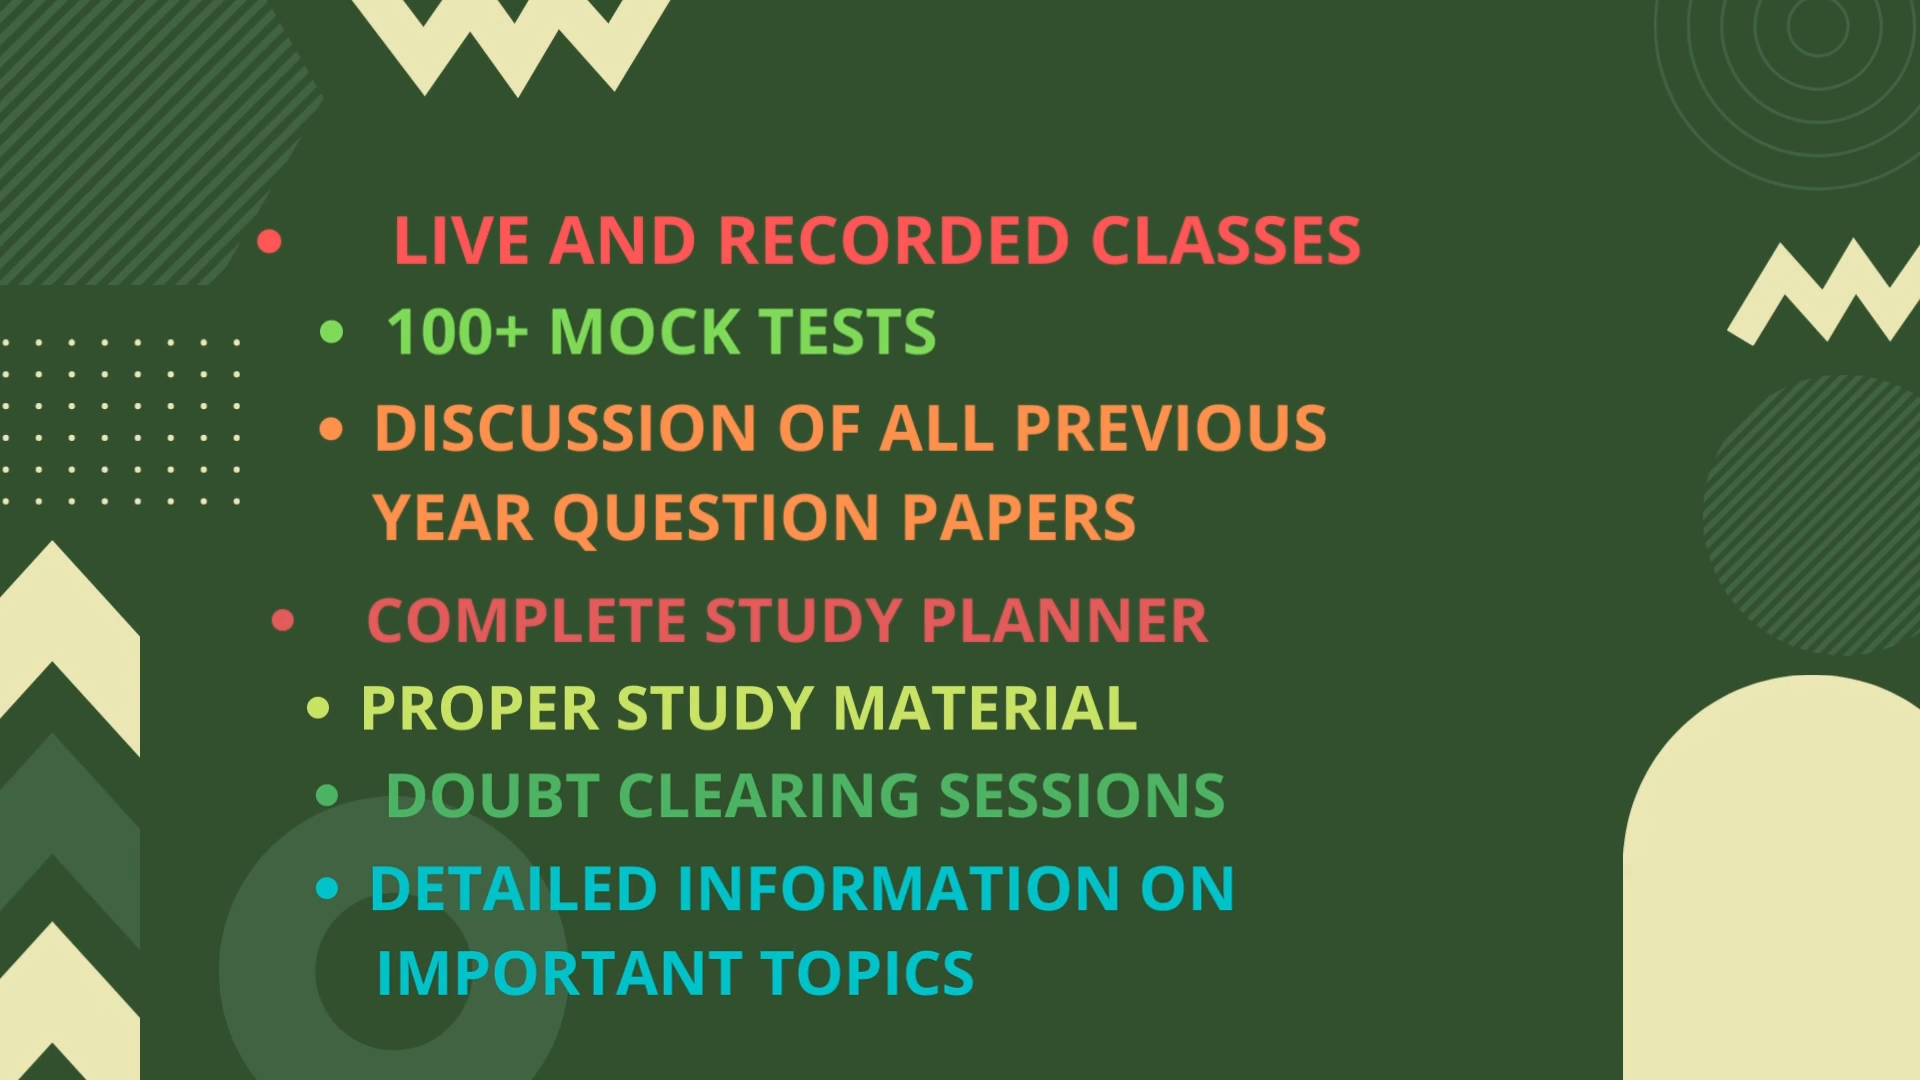 • LIVE AND RECORDED CLASSES
• 100+ MOCK TESTS
• DISCUSSION OF ALL PREVIOUS
YEAR QUESTION PAPERS
• COMPLETE STUDY PLANNER
• PROPER STUDY MATERIAL
• DOUBT CLEARING SESSIONS
• DETAILED INFORMATION ON
IMPORTANT TOPICS